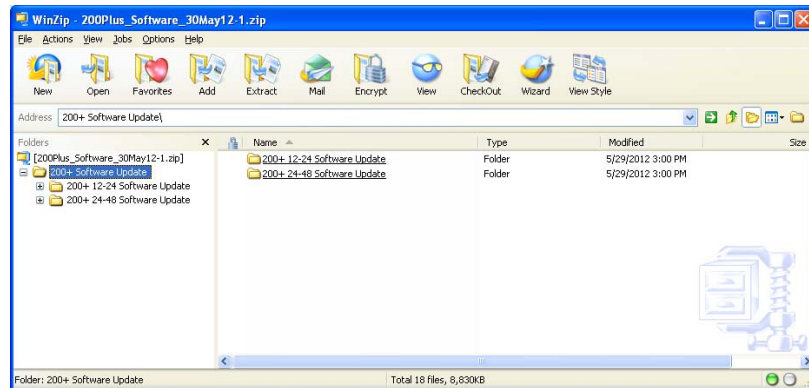 WinZip - 200Plus_Software_30May12-1.zip
File Actions View Jobs Options Help
New Open Favorites Add Extract Mail Encrypt View CheckOut Wizard View Style
Address 200+ Software Update\
Folders x Name Type Modified Size
[200Plus_Software_30May12-1.zip] 200+ 12-24 Software Update Folder 5/29/2012 3:00 PM
200+ Software Update 200+ 24-48 Software Update Folder 5/29/2012 3:00 PM
200+ 12-24 Software Update
200+ 24-48 Software Update
Folder: 200+ Software Update Total 18 files, 8,830KB